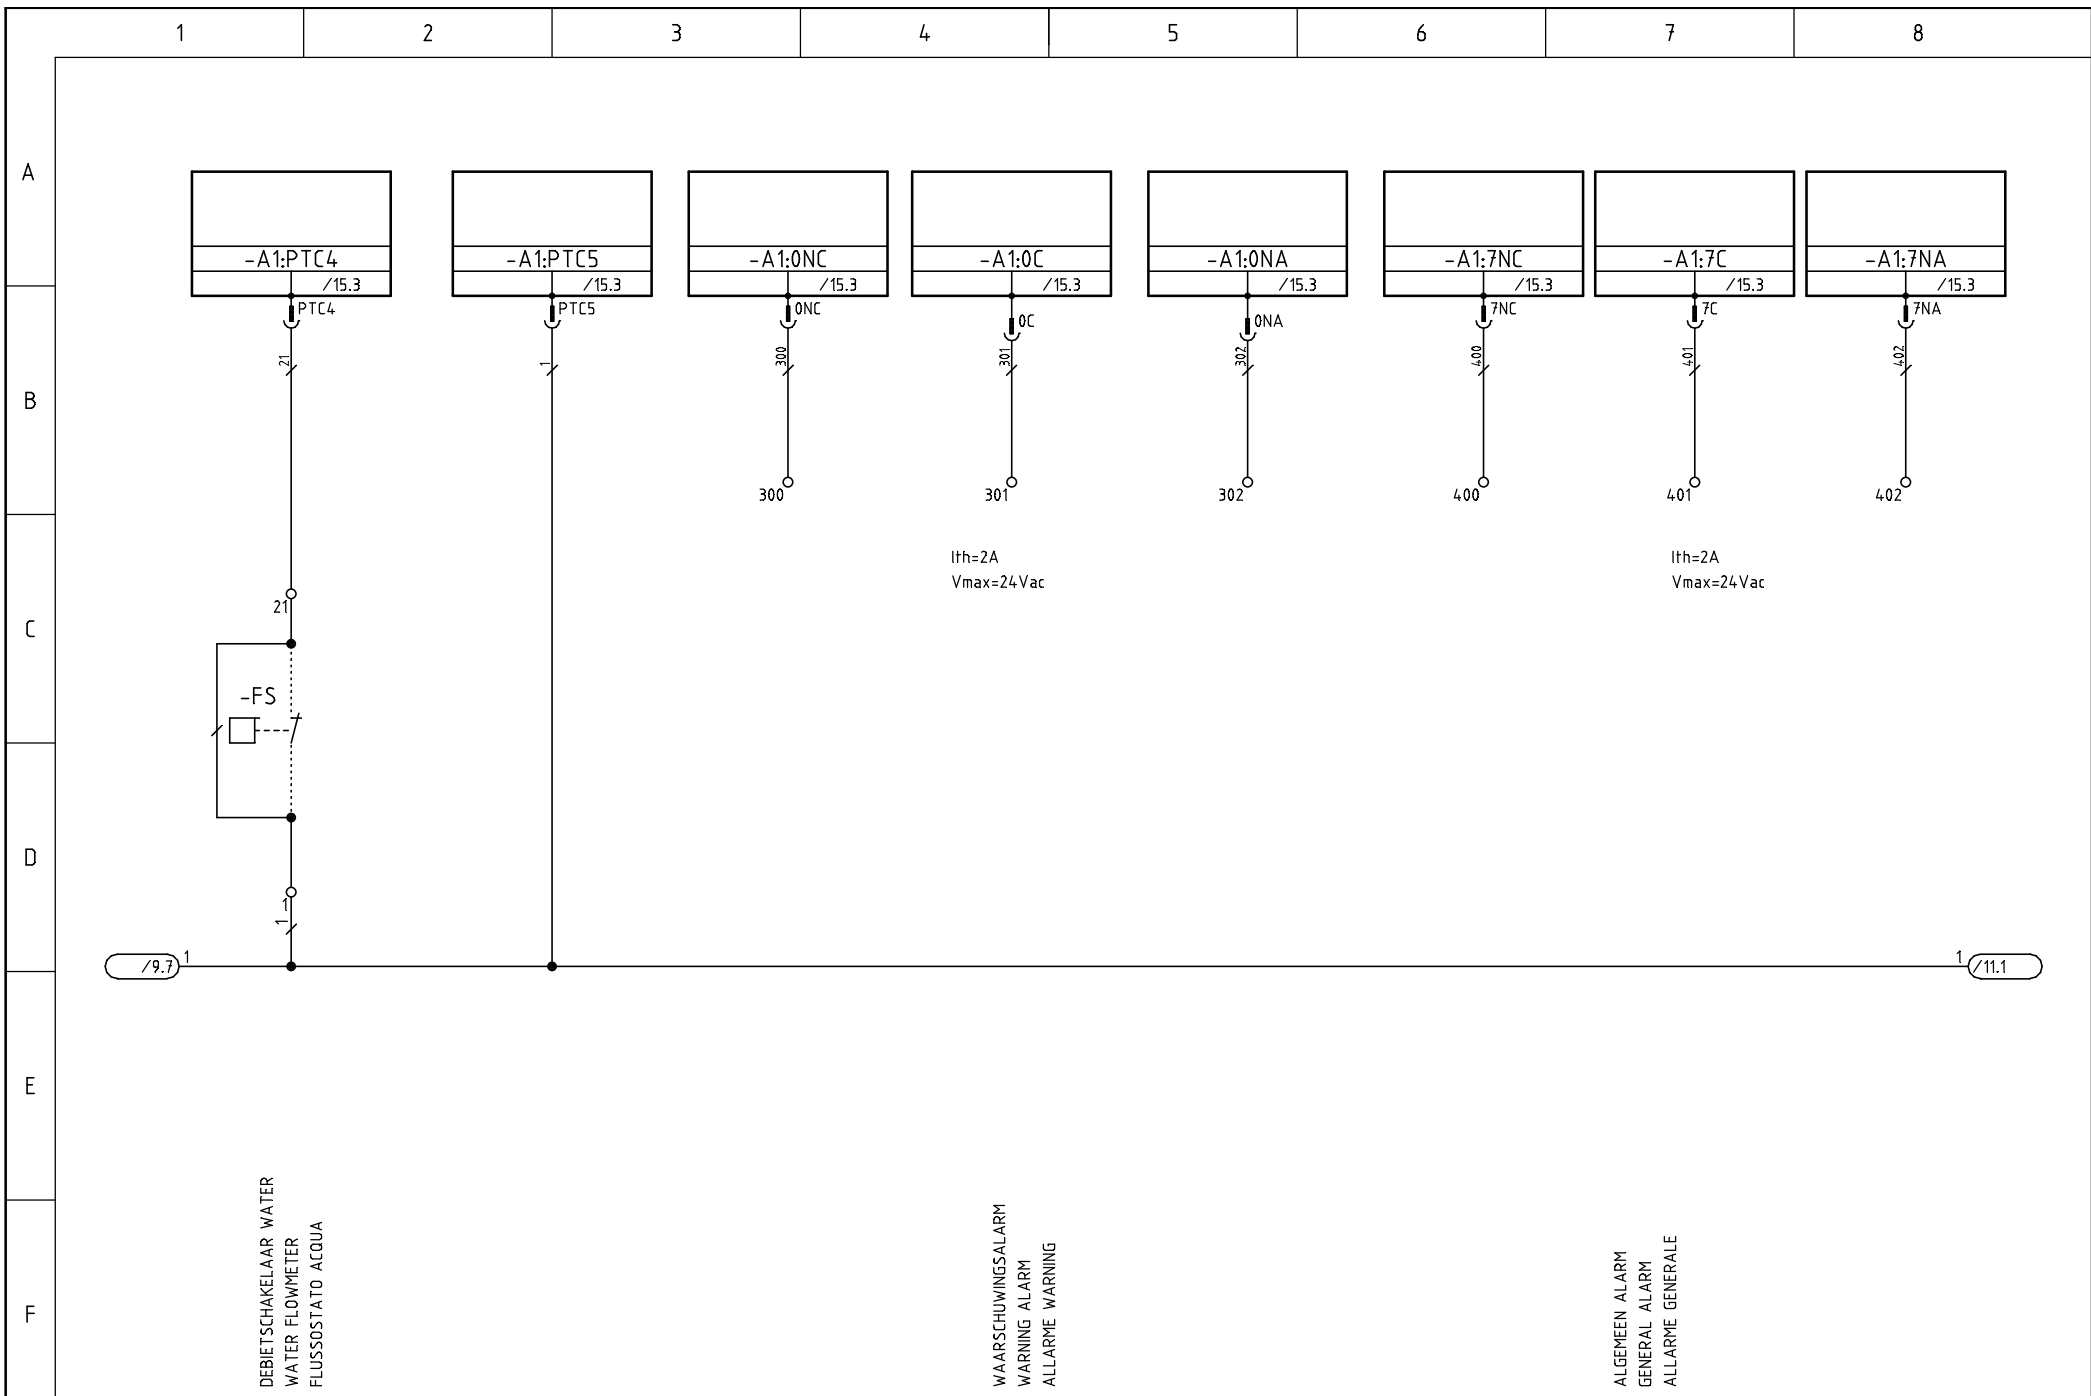 1 2 3 4 5 6 7 8
A
-A1:PTC4 -A1:PTC5 -A1:0NC -A1:0C -A1:0NA -A1:7NC -A1:7C -A1:7NA
/15.3 /15.3 /15.3 /15.3 /15.3 /15.3 /15.3 /15.3
PTC4 PTC5 0NC 0C 0NA 7NC 7C 7NA
21 1 300 301 302 400 401 402
B
300 301 302 400 401 402
Ith=2A Ith=2A
Vmax=24Vac Vmax=24Vac
21
C
-FS
D
1
1
/9.7 1 1 /11.1
E
F
DEBIETSCHAKELAAR WATER
WATER FLOWMETER
FLUSSOSTATO ACQUA
WAARSCHUWINGSALARM
WARNING ALARM
ALLARME WARNING
ALGEMEEN ALARM
GENERAL ALARM
ALLARME GENERALE